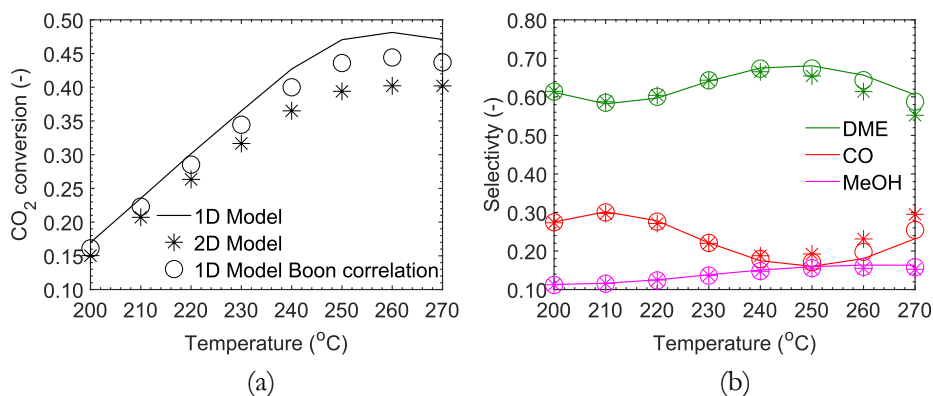 (a)
CO2 conversion (-)
0.50
0.45
0.40
0.35
0.30
0.25
0.20
0.15
0.10
1D Model
2D Model
1D Model Boon correlation
200 210 220 230 240 250 260 270
Temperature (oC)
(a)
(b)
Selectivty (-)
0.80
0.70
0.60
0.50
0.40
0.30
0.20
0.10
DME
CO
MeOH
200 210 220 230 240 250 260 270
Temperature (oC)
(b)